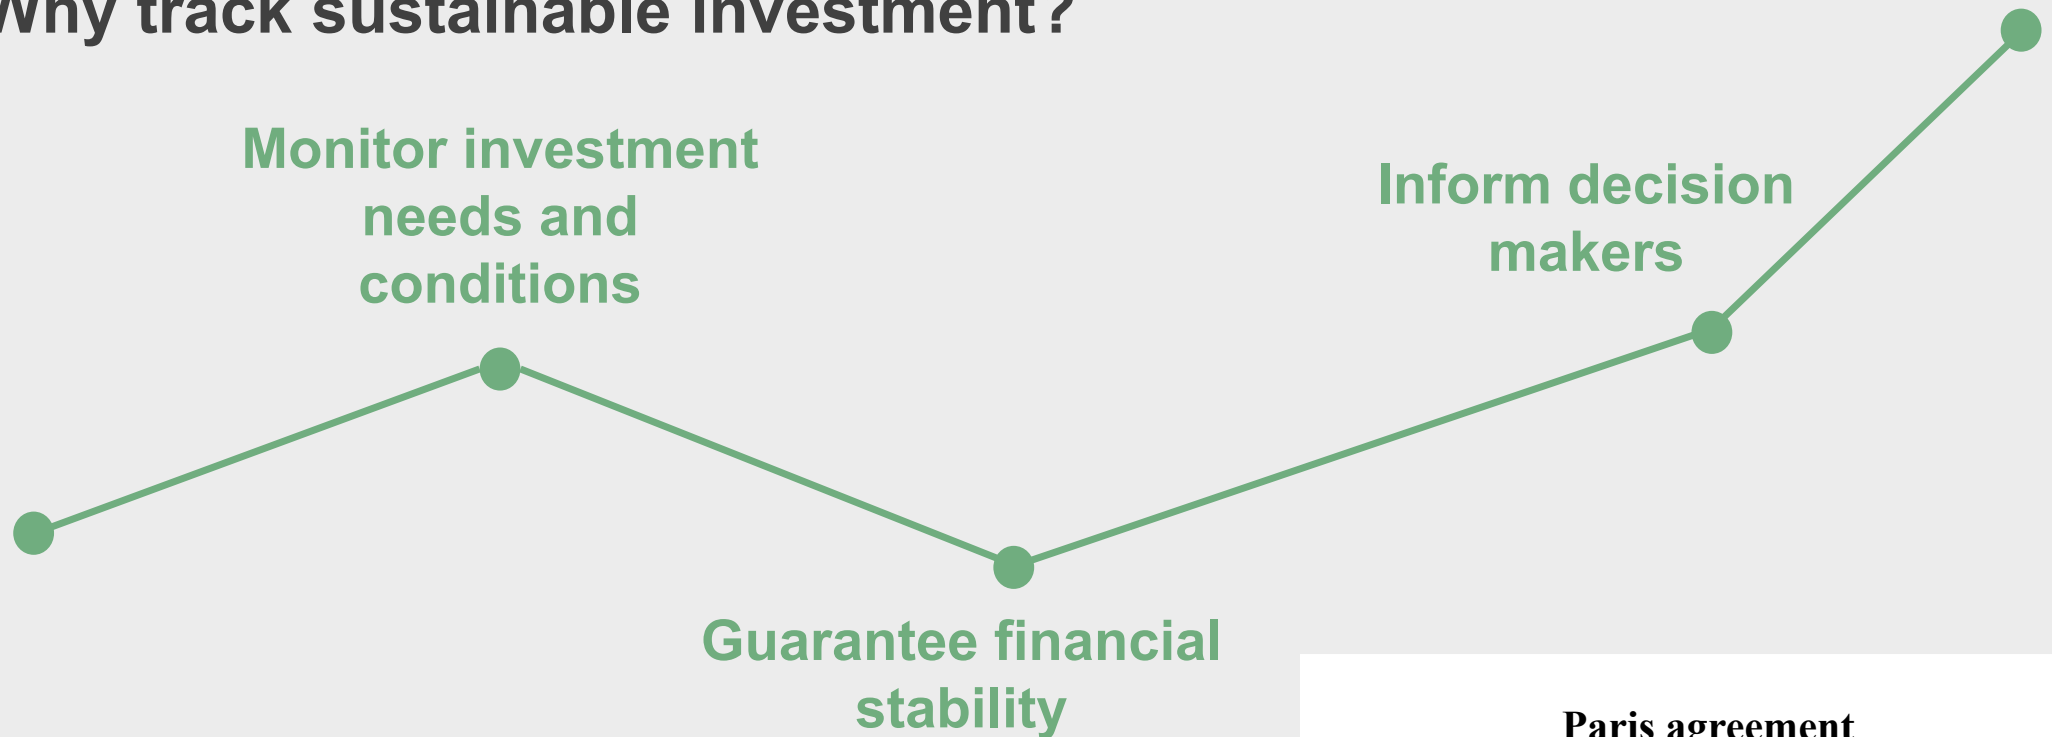 Why track sustainable investment?
Monitor investment
needs and
conditions
Inform decision
makers
Guarantee financial
stability
Paris agreement